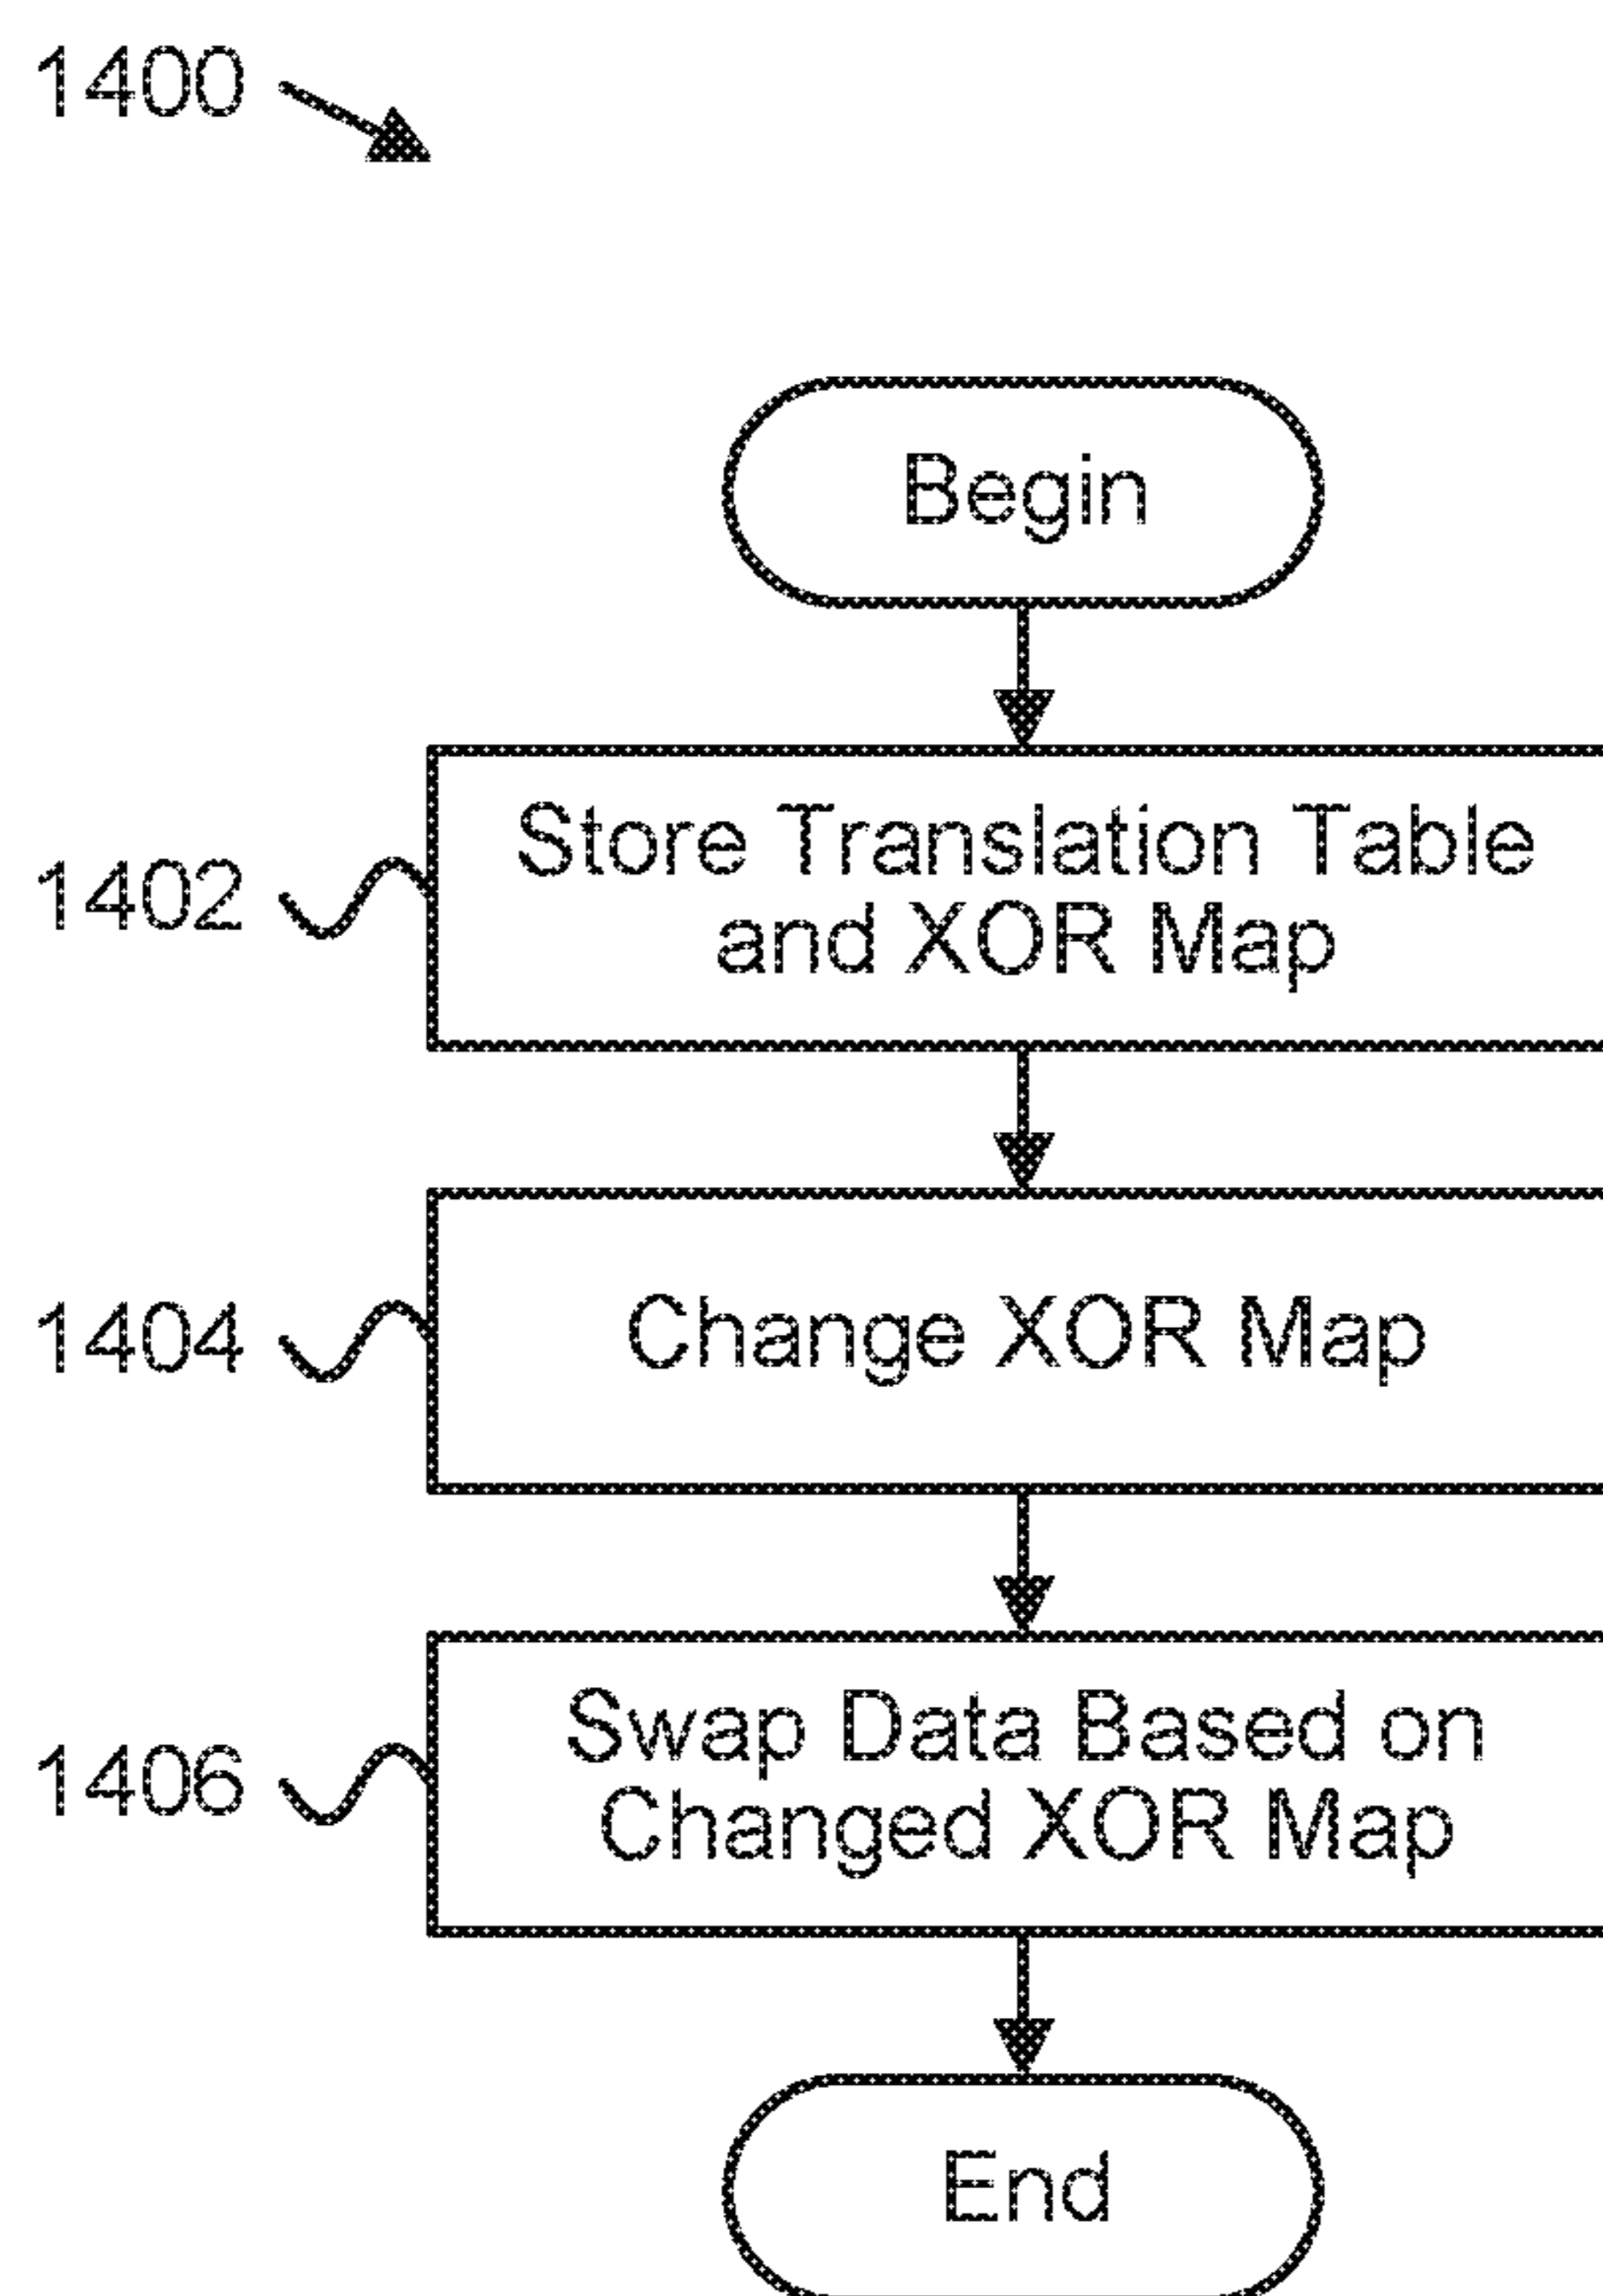 1400
Begin
1402
Store Translation Table
and XOR Map
1404
Change XOR Map
1406
Swap Data Based on
Changed XOR Map
End